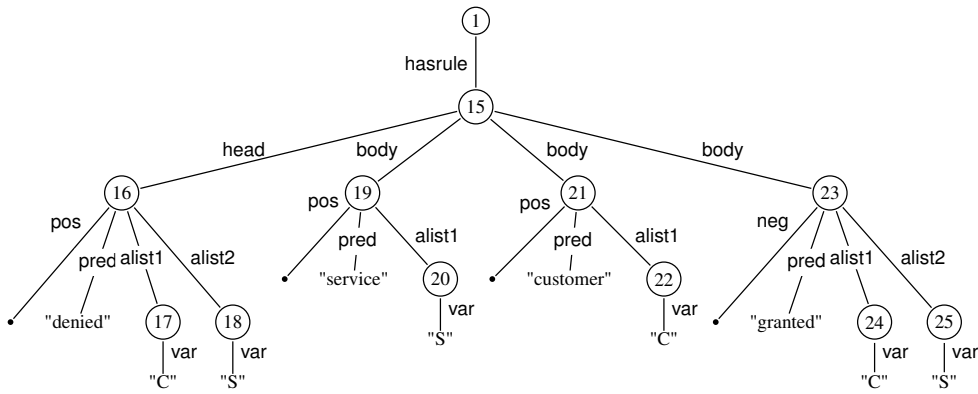 1
hasrule
15
head body body body
16 19 21 23
pos pos pos neg
pred alist1 pred alist1
pred alist1 alist2 pred alist1 alist2
"service" 20 "customer" 22
var var
"denied" 17 18 "S" "C" "granted" 24 25
var var var var
"C" "S" "C" "S"